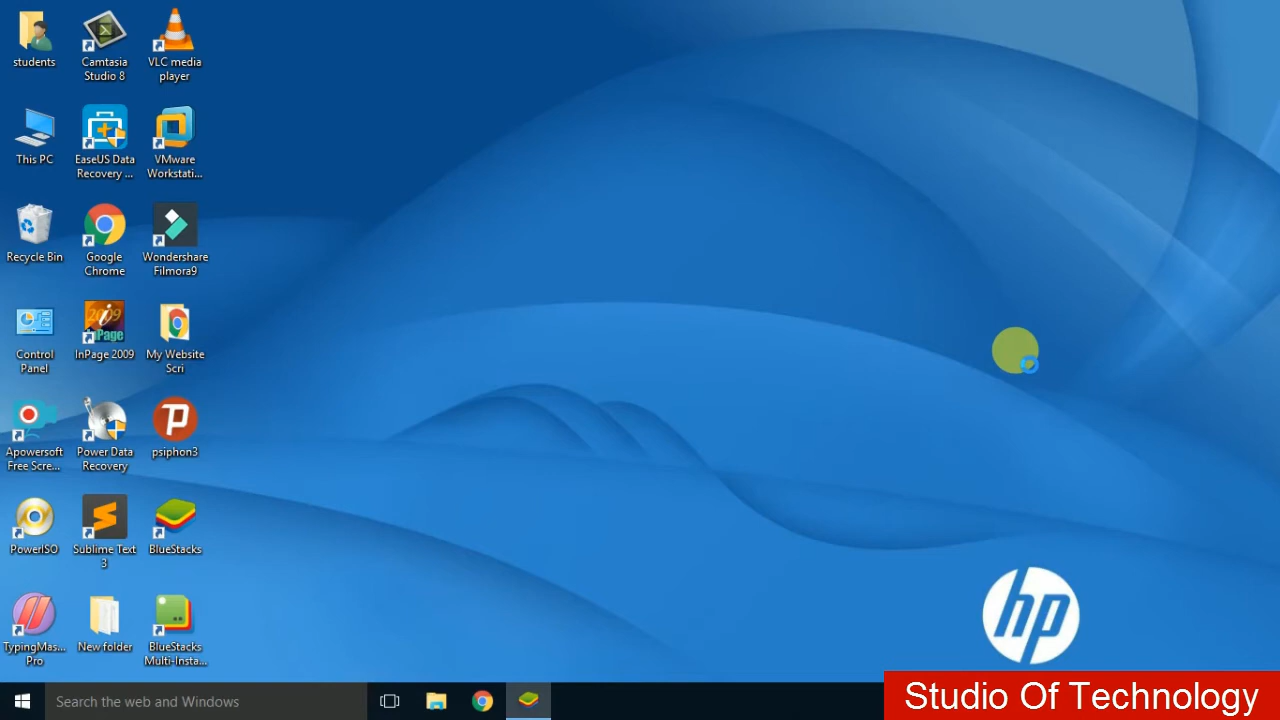 students
Camtasia
Studio 8
VLC media
player
This PC
EaseUS Data
Recovery ...
VMware
Workstati...
Recycle Bin
Google
Chrome
Wondershare
Filmora9
Control
Panel
2009
InPage
InPage 2009
My Website
Scri
Apowersoft
Free Scre...
Power Data
Recovery
psiphon3
PowerISO
Sublime Text
3
BlueStacks
TypingMas...
Pro
New folder
BlueStacks
Multi-Insta...
hp
Search the web and Windows
Studio Of Technology